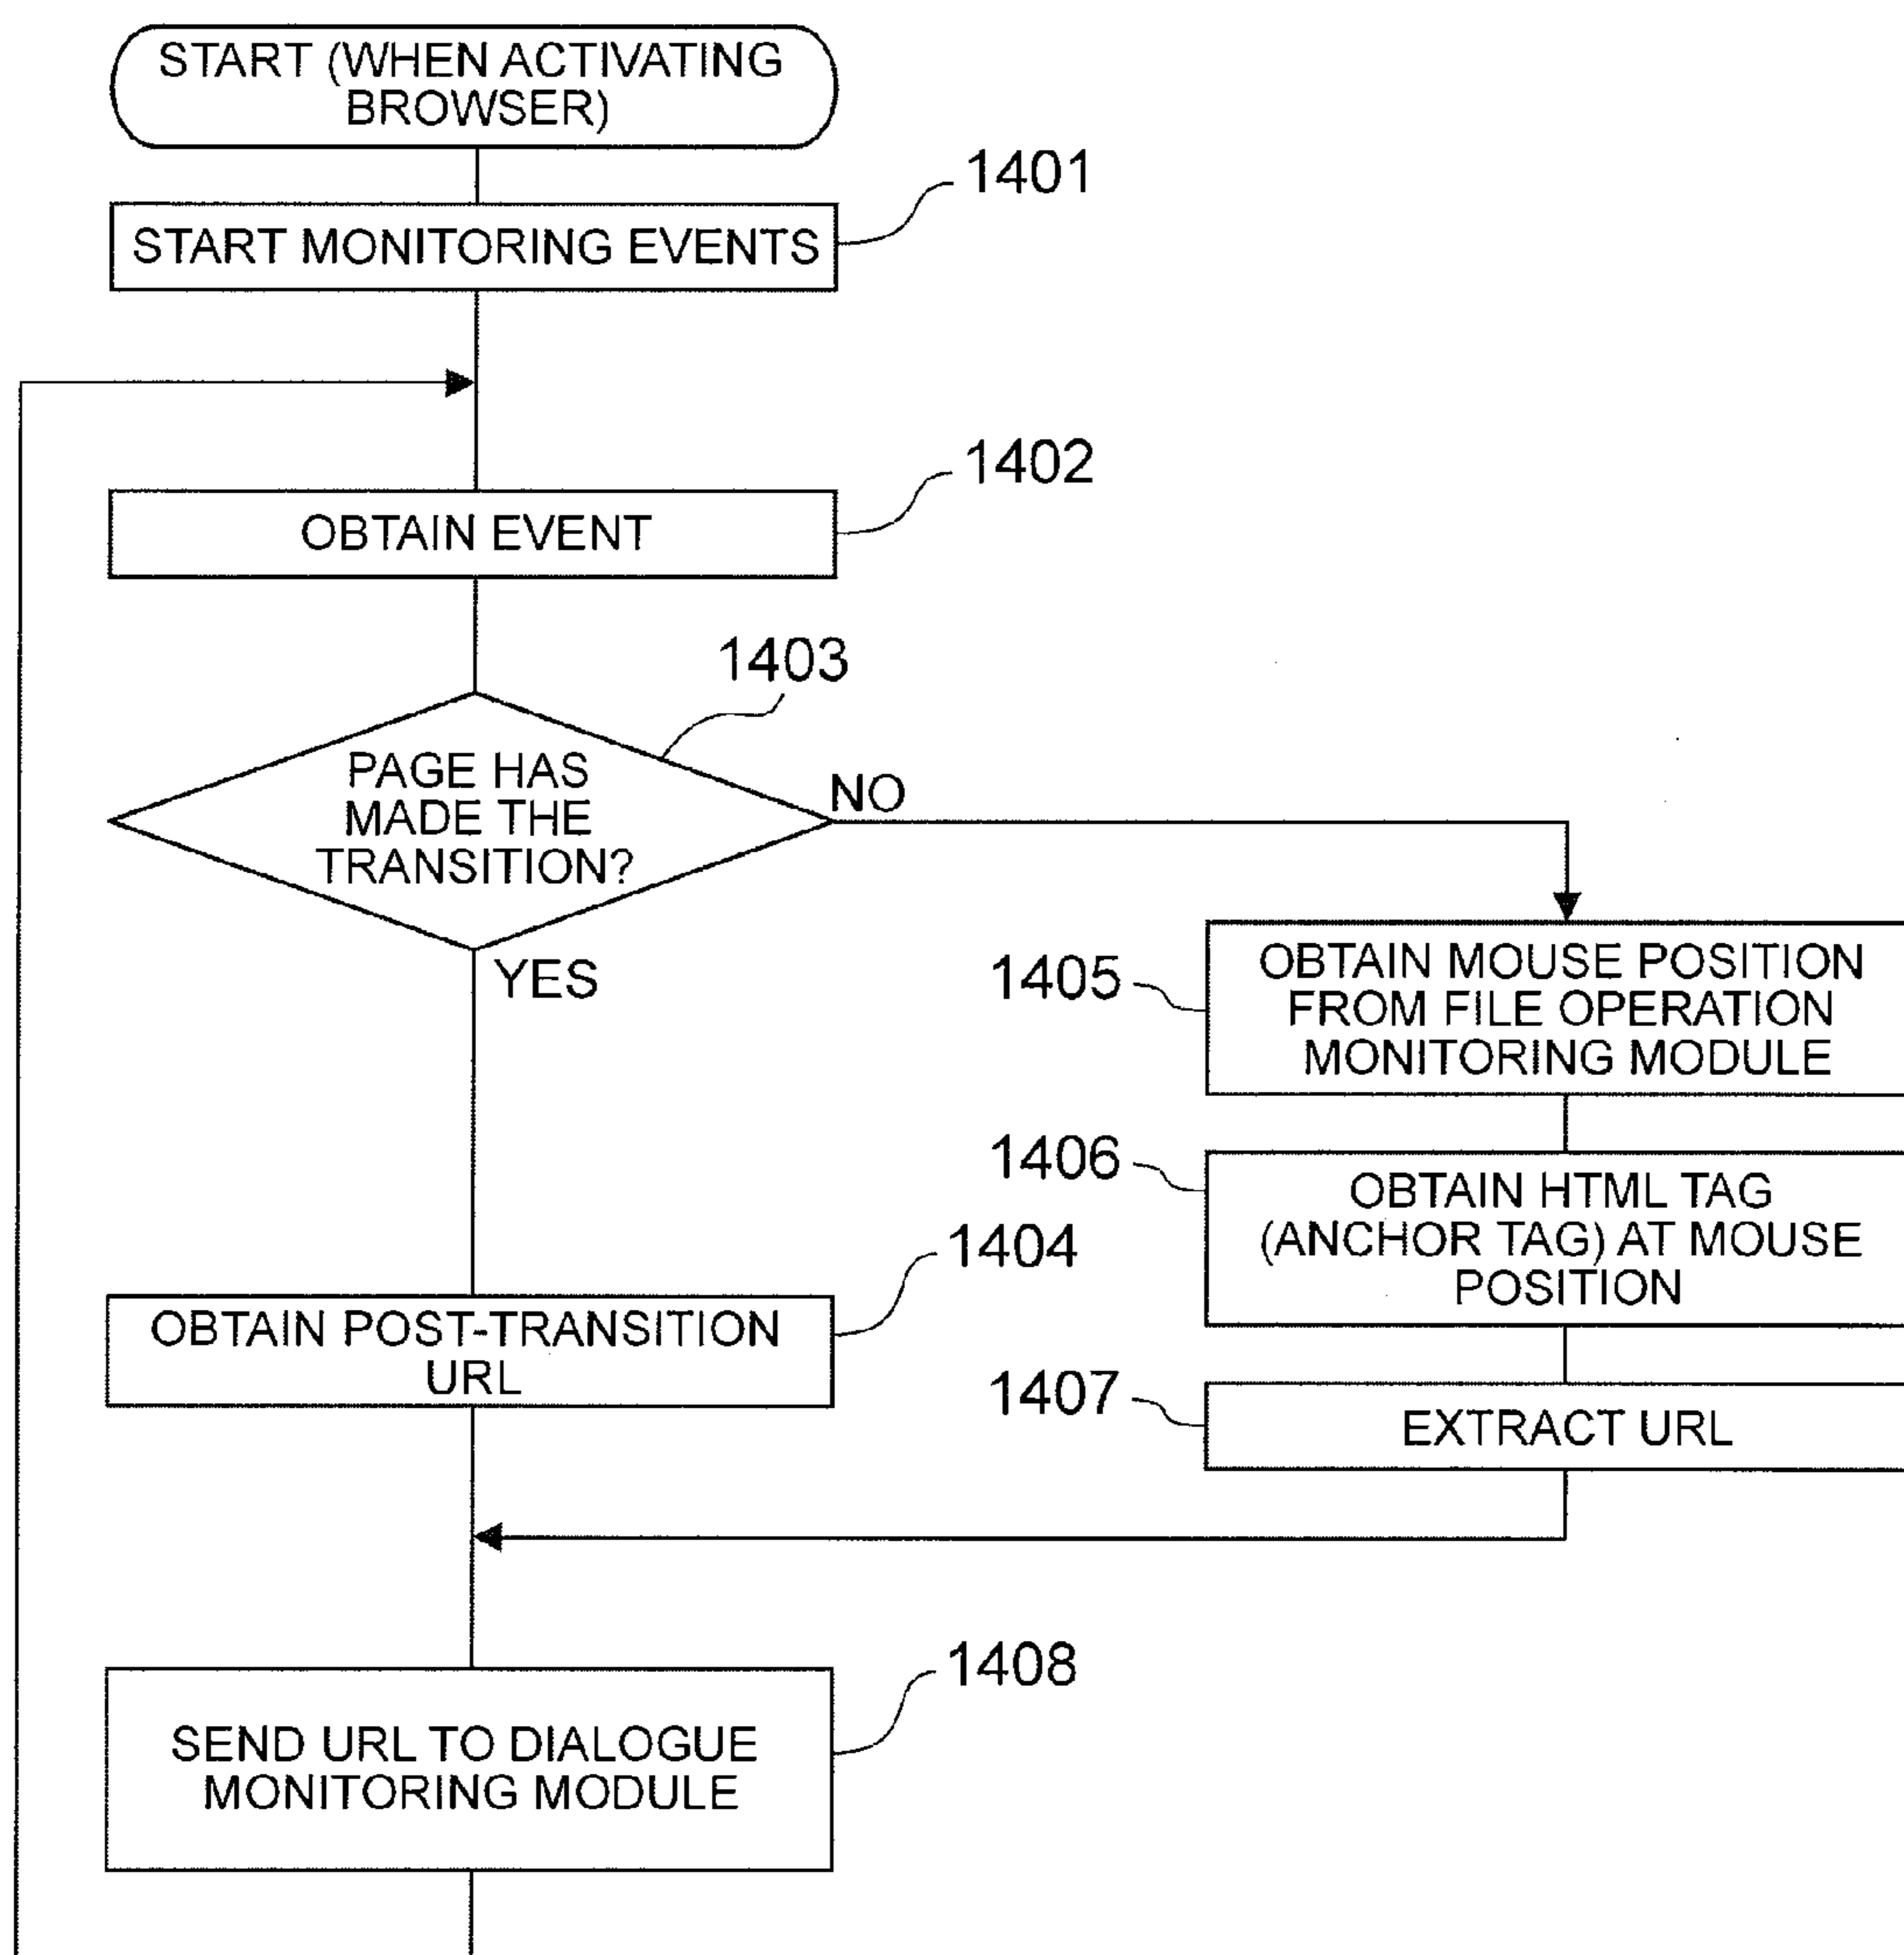 START (WHEN ACTIVATING
BROWSER)
1401
START MONITORING EVENTS
1402
OBTAIN EVENT
1403
PAGE HAS
MADE THE
TRANSITION?
NO
YES
1405
OBTAIN MOUSE POSITION
FROM FILE OPERATION
MONITORING MODULE
1406
OBTAIN HTML TAG
(ANCHOR TAG) AT MOUSE
POSITION
1404
OBTAIN POST-TRANSITION
URL
1407
EXTRACT URL
1408
SEND URL TO DIALOGUE
MONITORING MODULE